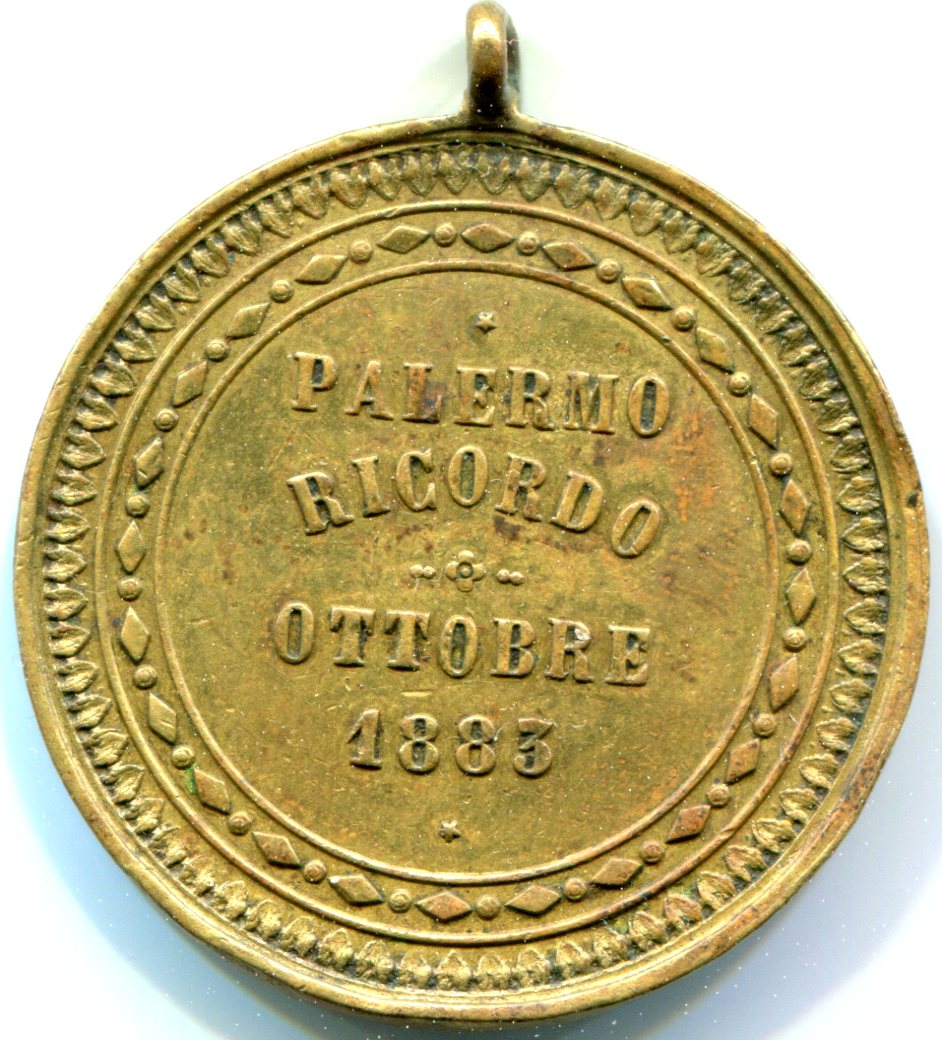 PALERMO
RICORDO
OTTOBRE
1883